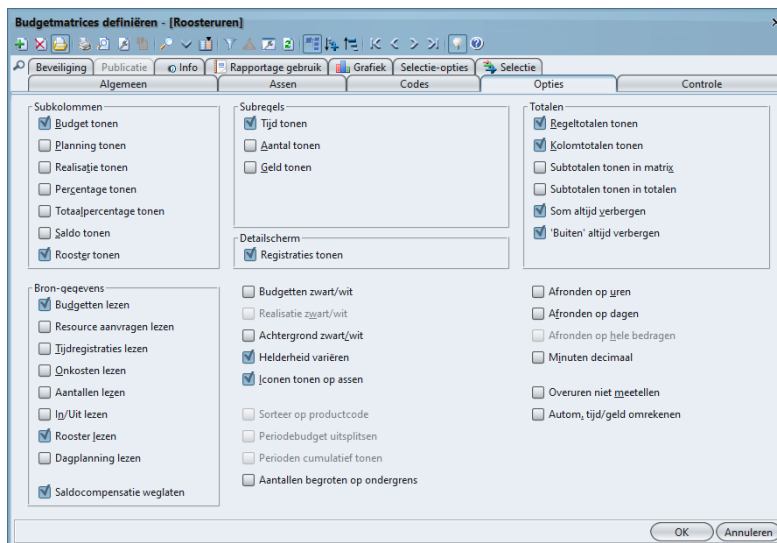 Budgetmatrices definiëren - [Roosteruren]
Beveiliging Publicatie Info Rapportage gebruik Grafiek Selectie-opties Selectie
Algemeen Assen Codes Opties Controle
Subkolommen
Budget tonen
Planning tonen
Realisatie tonen
Percentage tonen
Totaalpercentage tonen
Saldo tonen
Rooster tonen
Subregels
Tijd tonen
Aantal tonen
Geld tonen
Detailscherm
Registraties tonen
Totalen
Regeltotalen tonen
Kolomtotalen tonen
Subtotalen tonen in matrix
Subtotalen tonen in totalen
Som altijd verbergen
'Buiten' altijd verbergen
Bron-gegevens
Budgetten lezen
Resource aanvragen lezen
Tijdregistraties lezen
Onkosten lezen
Aantallen lezen
In/Uit lezen
Rooster lezen
Dagplanning lezen
Saldocompensatie weglaten
Budgetten zwart/wit
Realisatie zwart/wit
Achtergrond zwart/wit
Helderheid variëren
Iconen tonen op assen
Sorteer op productcode
Periodebudget uitsplitsen
Perioden cumulatief tonen
Aantallen begroten op ondergrens
Afronden op uren
Afronden op dagen
Afronden op hele bedragen
Minuten decimaal
Overuren niet meetellen
Autom. tijd/geld omrekenen
OK Annuleren